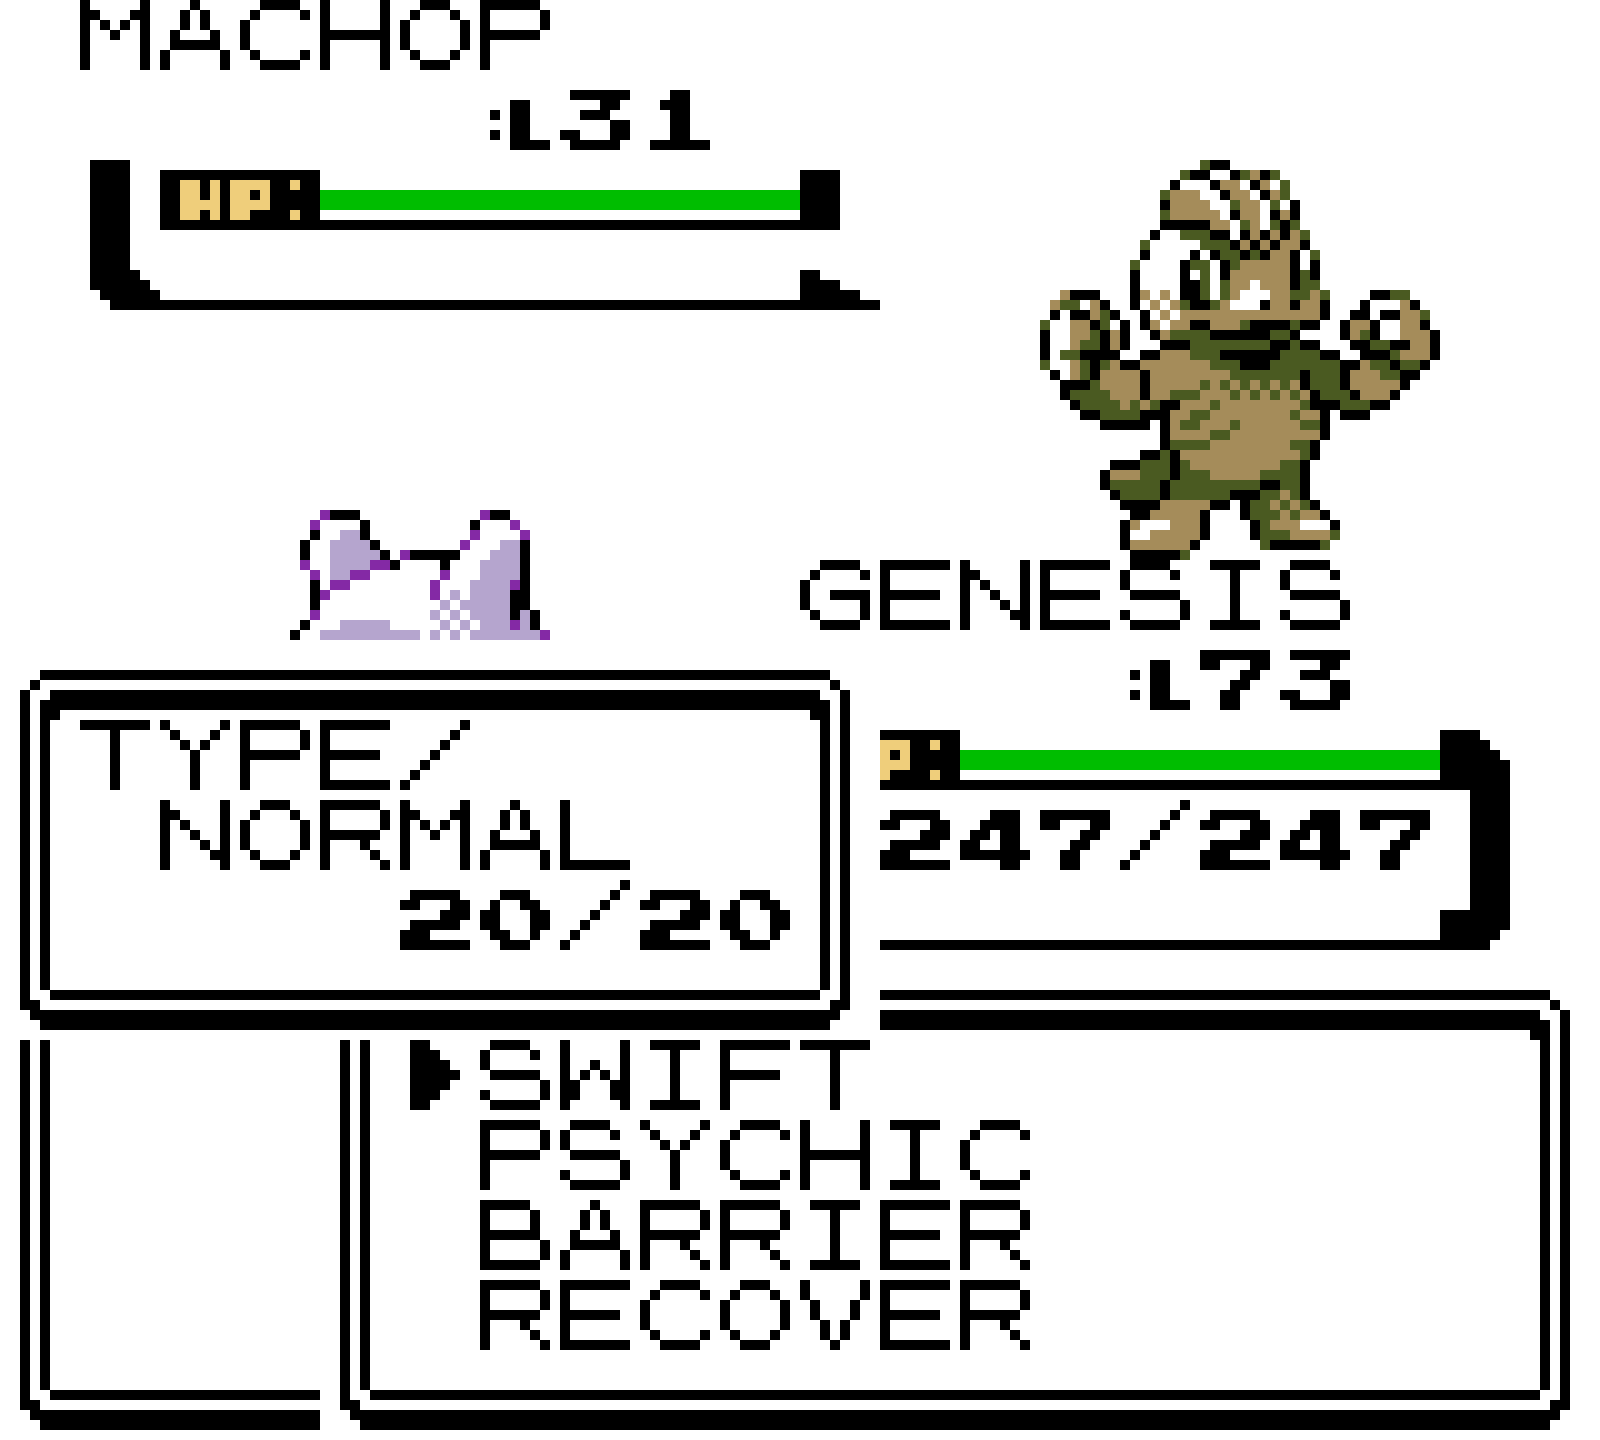 MACHOP
:L31
HP:
GENESIS
:L73
P:
247/247
TYPE/
NORMAL
20/20
▶SWIFT
PSYCHIC
BARRIER
RECOVER